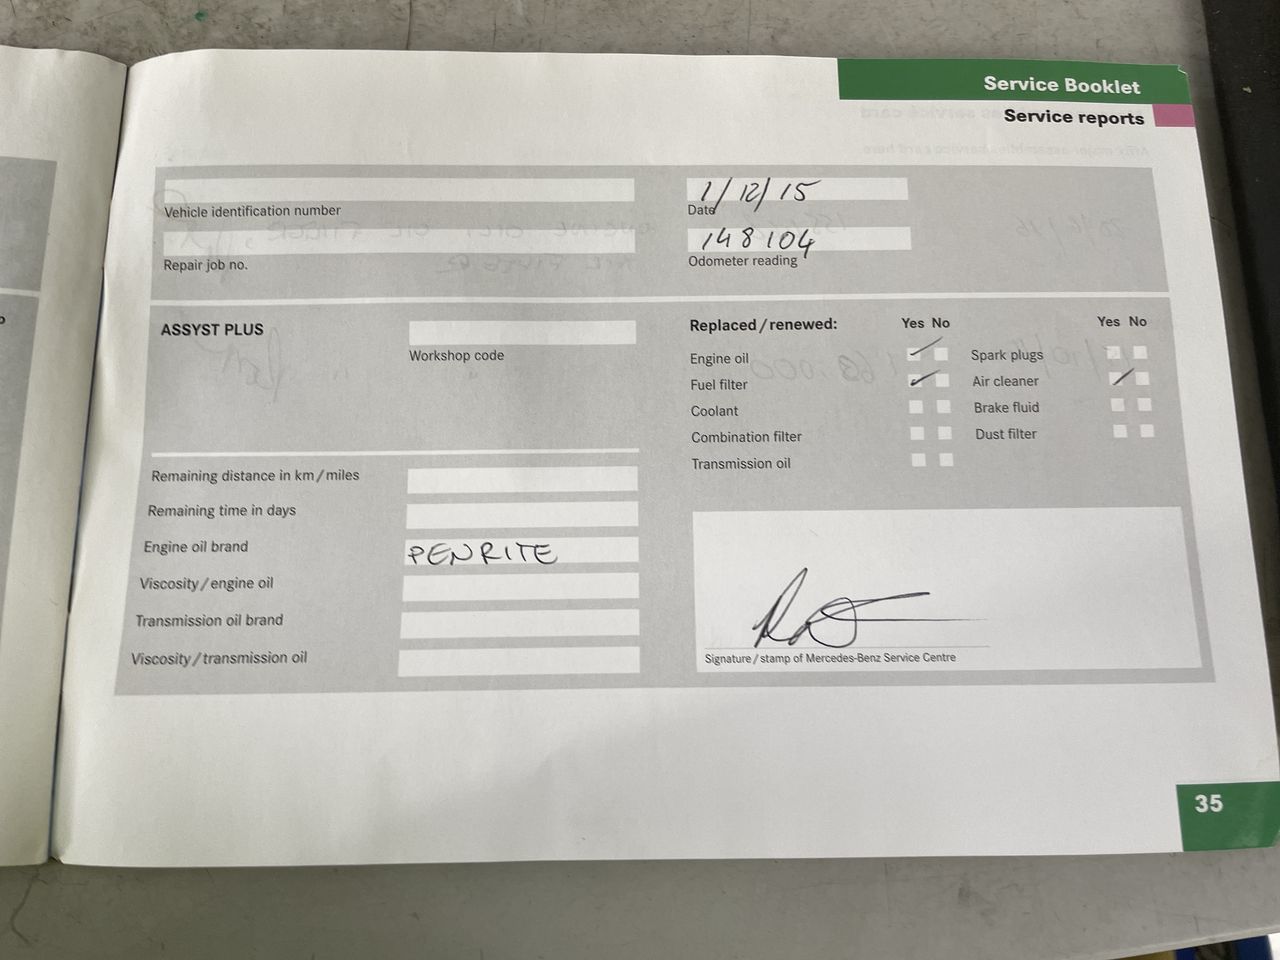 Service Booklet
Service reports
Vehicle identification number
1/12/15
Date
Repair job no.
148104
Odometer reading
ASSYST PLUS
Workshop code
Replaced/renewed: Yes No Yes No
Engine oil Spark plugs
Fuel filter Air cleaner
Coolant Brake fluid
Combination filter Dust filter
Transmission oil
Remaining distance in km/miles
Remaining time in days
Engine oil brand PENRITE
Viscosity/engine oil
Transmission oil brand
Viscosity/transmission oil
Signature/stamp of Mercedes-Benz Service Centre
35